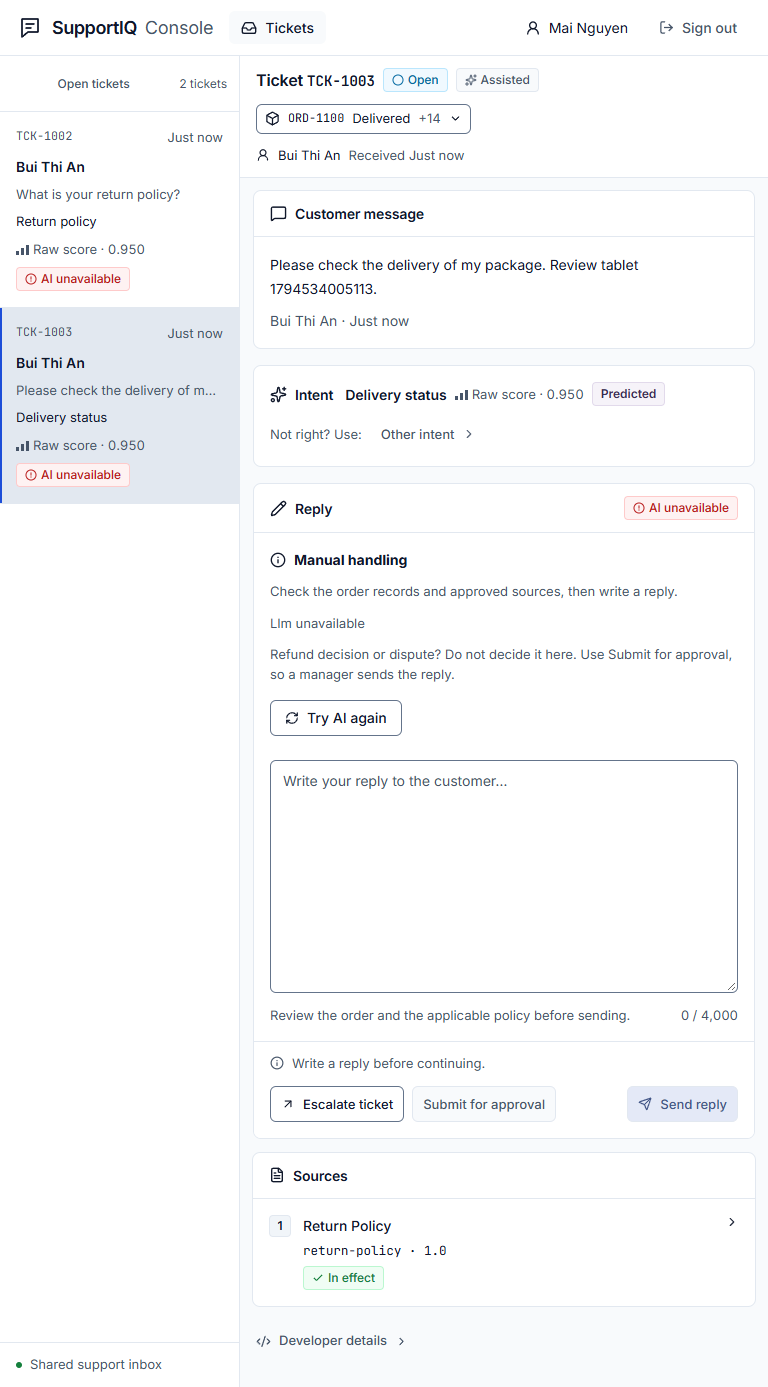 SupportIQ Console
Tickets
Mai Nguyen
Sign out
Open tickets
2 tickets
TCK-1002
Just now
Bui Thi An
What is your return policy?
Return policy
Raw score · 0.950
AI unavailable
TCK-1003
Just now
Bui Thi An
Please check the delivery of m...
Delivery status
Raw score · 0.950
AI unavailable
Shared support inbox
Ticket TCK-1003
Open
Assisted
ORD-1100 Delivered +14
Bui Thi An Received Just now
Customer message
Please check the delivery of my package. Review tablet
1794534005113.
Bui Thi An · Just now
Intent Delivery status Raw score · 0.950 Predicted
Not right? Use: Other intent
Reply
AI unavailable
Manual handling
Check the order records and approved sources, then write a reply.
Llm unavailable
Refund decision or dispute? Do not decide it here. Use Submit for approval,
so a manager sends the reply.
Try AI again
Write your reply to the customer...
Review the order and the applicable policy before sending.
0 / 4,000
Write a reply before continuing.
Escalate ticket
Submit for approval
Send reply
Sources
1 Return Policy
return-policy · 1.0
In effect
Developer details